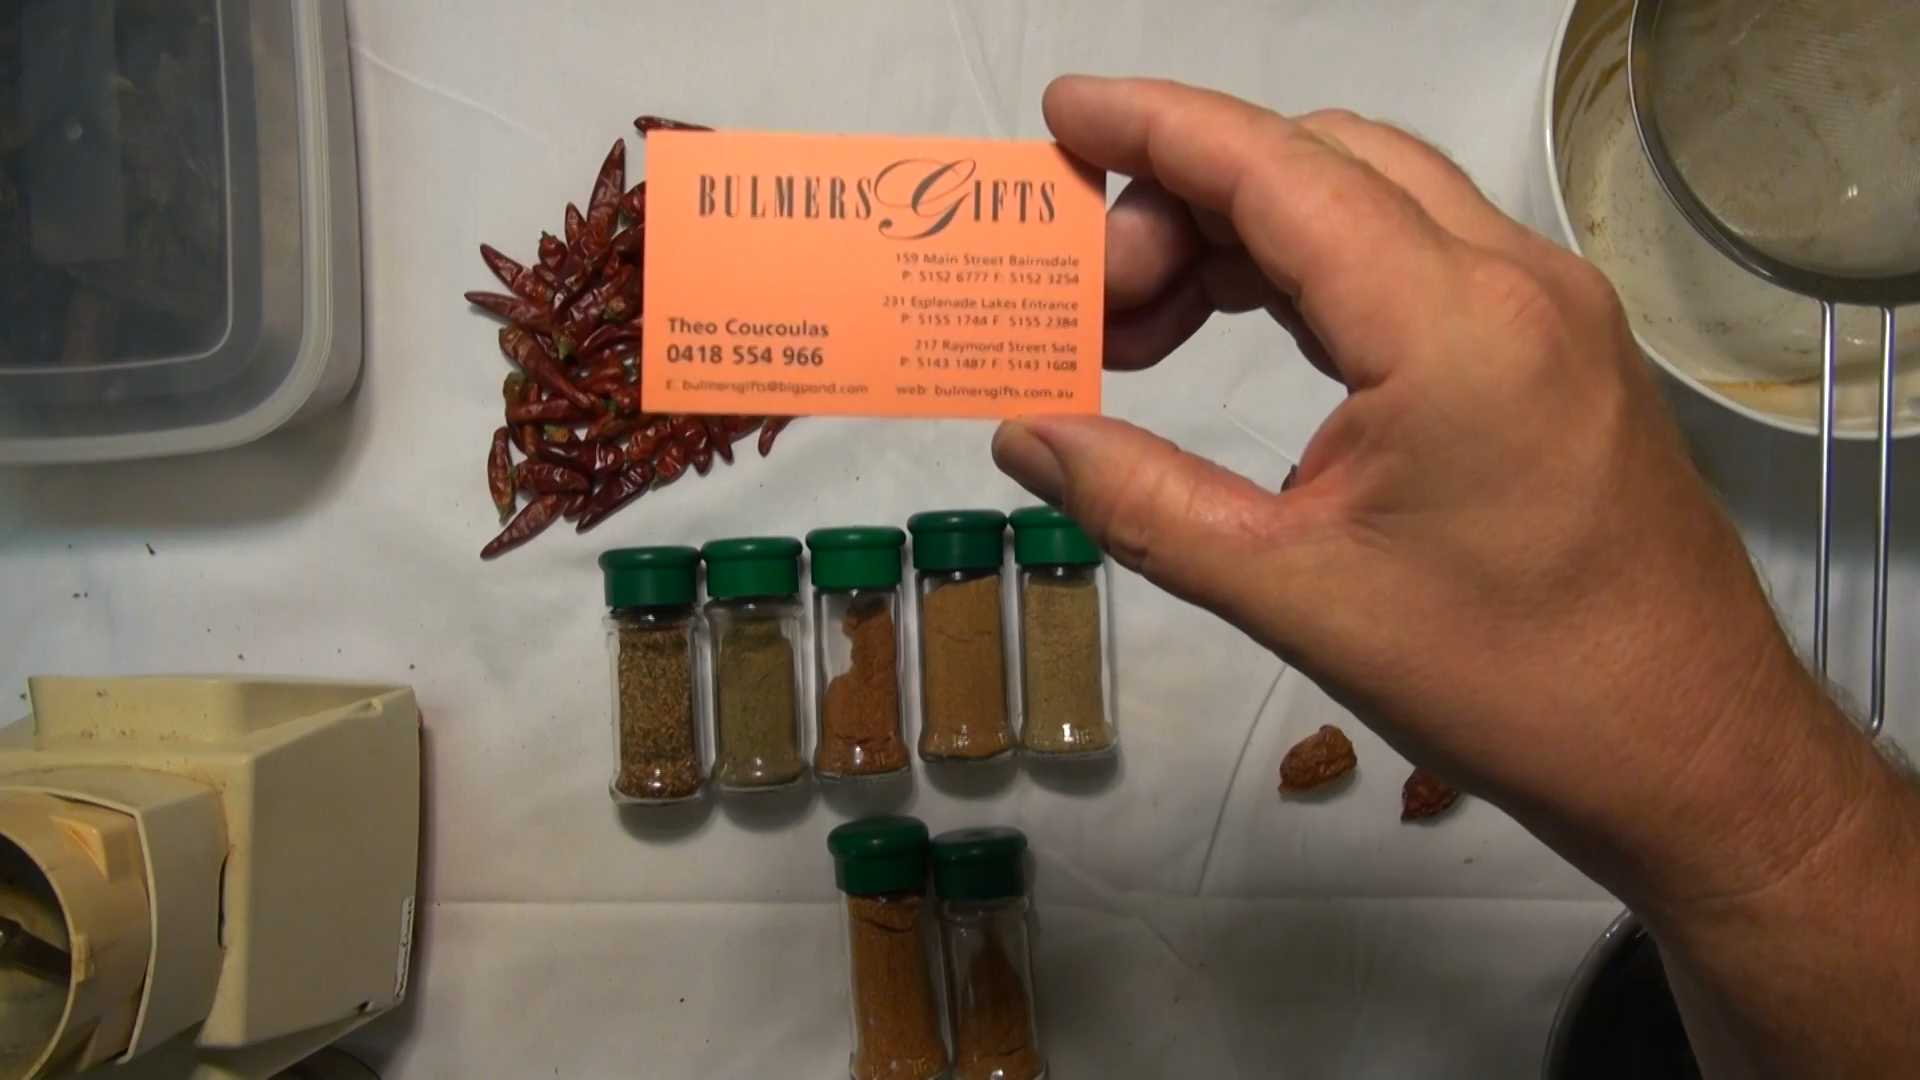 BULMERS GIFTS
159 Main Street Bairnsdale
P: 5152 6777 F: 5152 3254
231 Esplanade Lakes Entrance
P: 5155 1744 F: 5155 2384
217 Raymond Street Sale
P: 5143 1487 F: 5143 1608
Theo Coucoulas
0418 554 966
E: bulmersgifts@bigpond.com
web: bulmersgifts.com.au